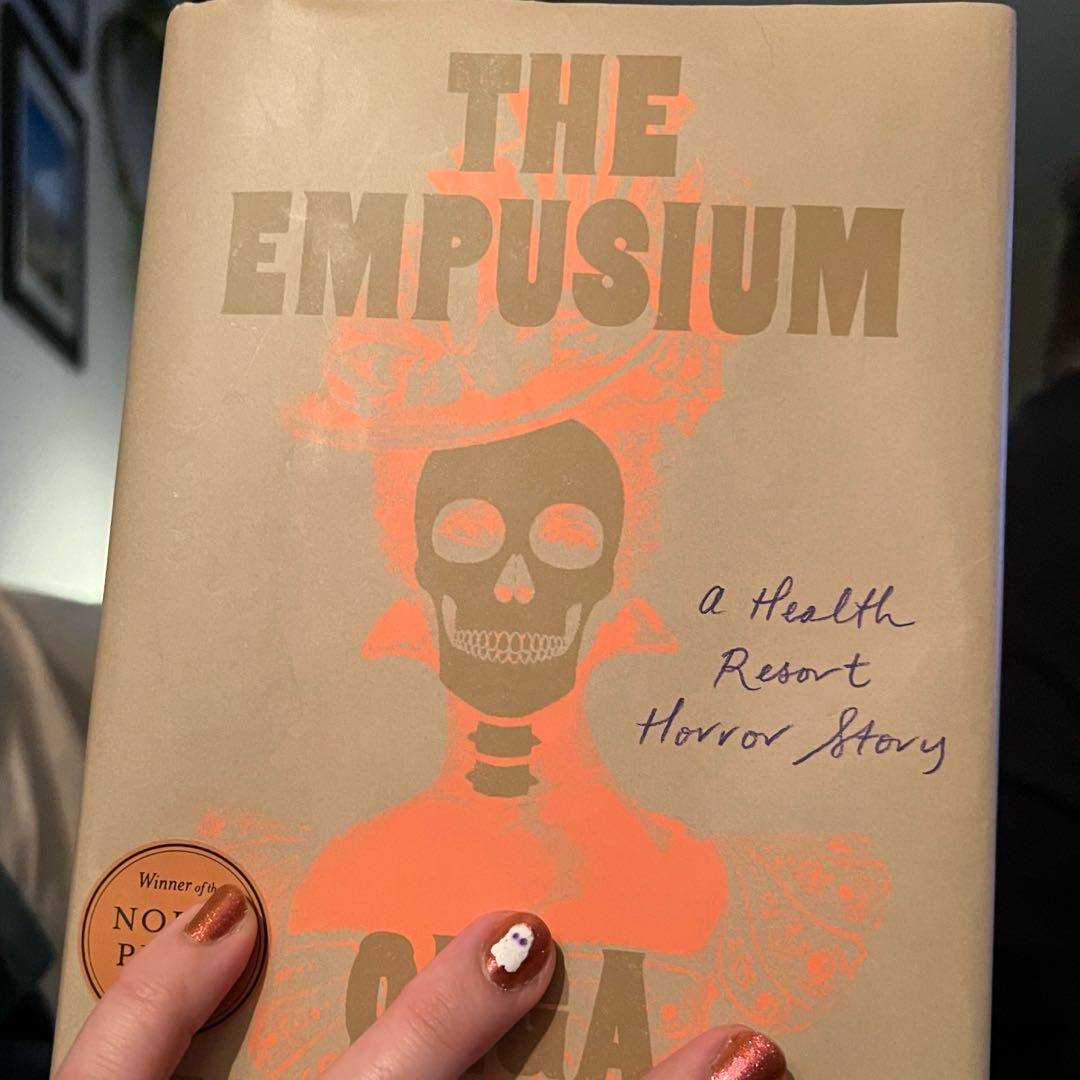 THE
EMPUSIUM
a Health
Resort
Horror Story
Winner of the